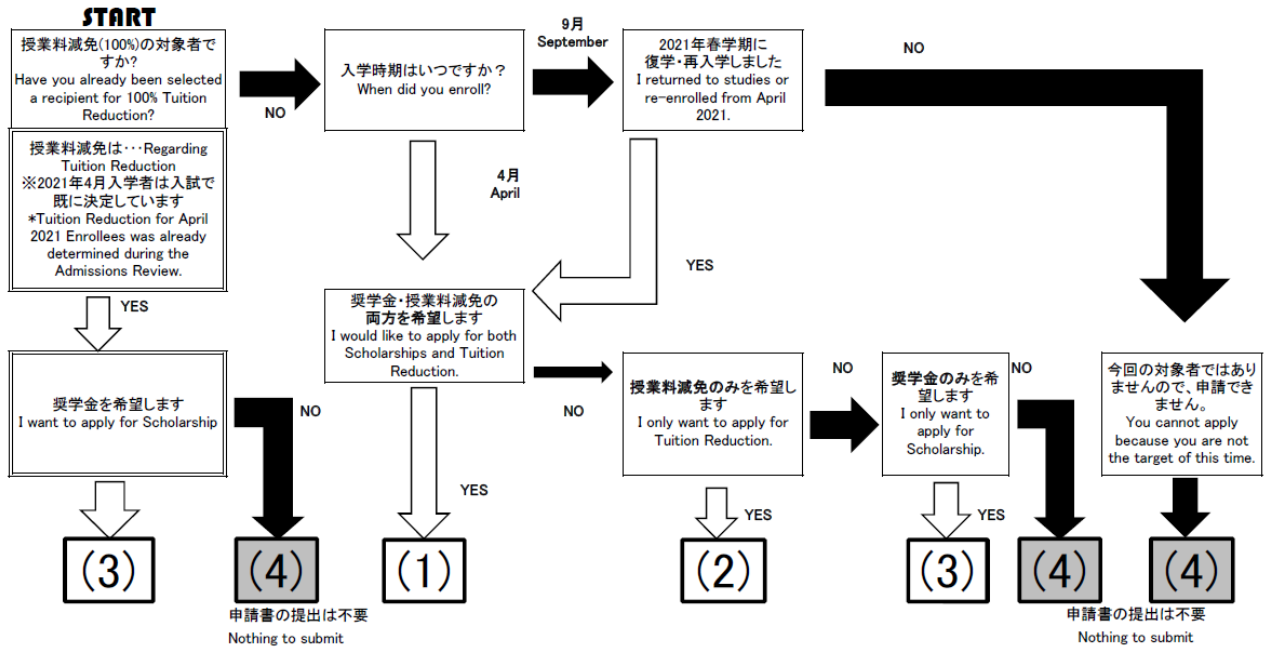 START
授業料減免(100%)の対象者で
すか?
Have you already been selected
a recipient for 100% Tuition
Reduction?
NO
入学時期はいつですか？
When did you enroll?
9月
September
2021年春学期に
復学・再入学しました
I returned to studies or
re-enrolled from April
2021.
NO
授業料減免は･･･Regarding
Tuition Reduction
※2021年4月入学者は入試で
既に決定しています
*Tuition Reduction for April
2021 Enrollees was already
determined during the
Admissions Review.
4月
April
YES
YES
奨学金・授業料減免の
両方を希望します
I would like to apply for both
Scholarships and Tuition
Reduction.
奨学金を希望します
I want to apply for Scholarship
NO
NO
授業料減免のみを希望しま
す
I only want to apply for
Tuition Reduction.
NO
奨学金のみを希
望します
I only want to
apply for
Scholarship.
NO
今回の対象者ではあり
ませんので、申請でき
ません。
You cannot apply
because you are not
the target of this time.
YES
YES
YES
(3)
(4)
(1)
(2)
(3)
(4)
(4)
申請書の提出は不要
Nothing to submit
申請書の提出は不要
Nothing to submit